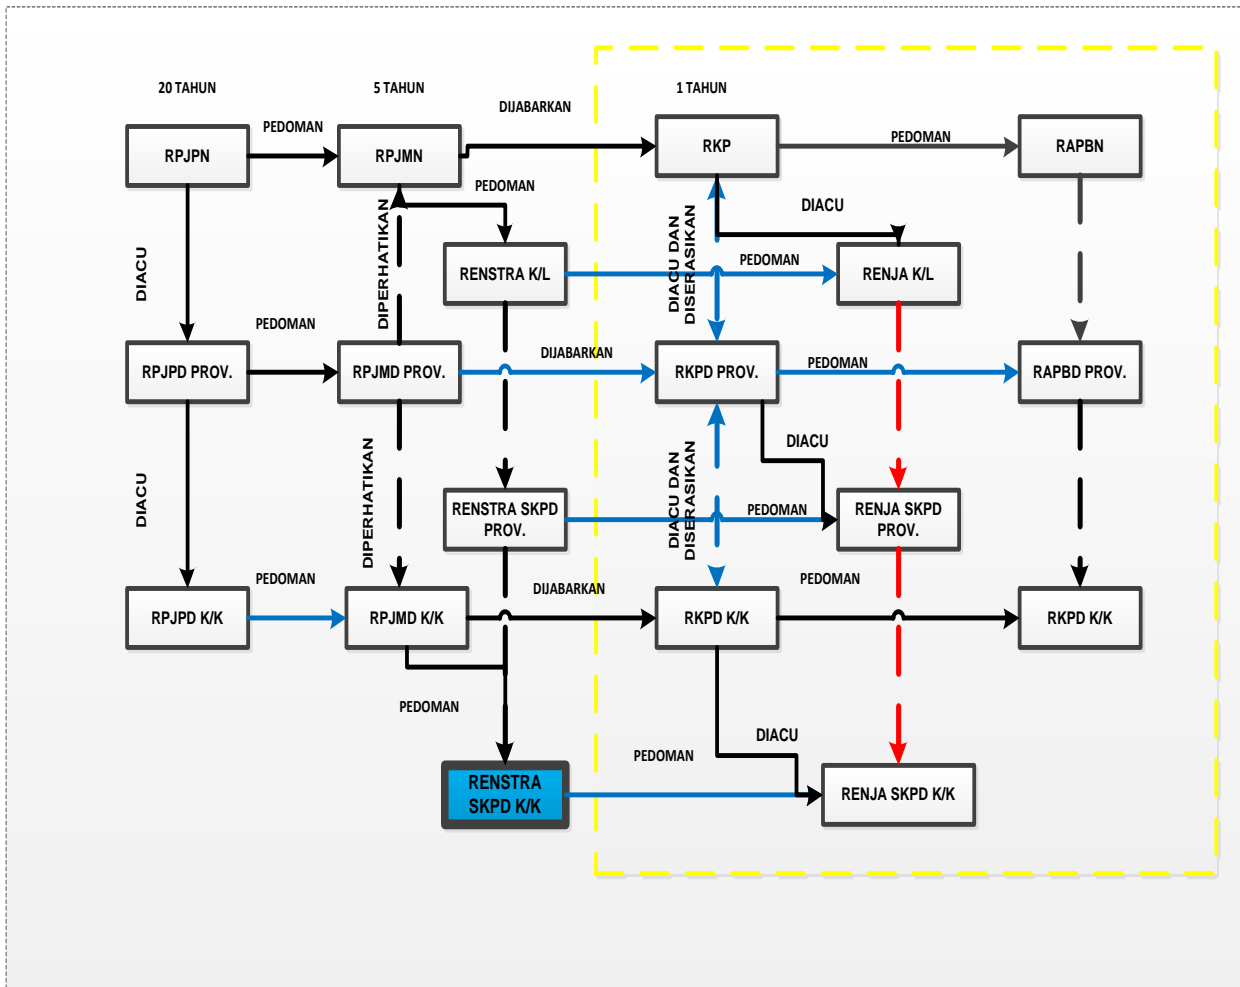 20 TAHUN
5 TAHUN
1 TAHUN
DIJABARKAN
PEDOMAN
PEDOMAN
RPJPN
RPJMN
RKP
RAPBN
PEDOMAN
DIACU
DIACU
DIPERHATIKAN
DIACU DAN
DISERASIKAN
RENSTRA K/L
PEDOMAN
RENJA K/L
PEDOMAN
DIJABARKAN
PEDOMAN
RPJPD PROV.
RPJMD PROV.
RKPD PROV.
RAPBD PROV.
DIACU
DIPERHATIKAN
DIACU DAN
DISERASIKAN
DIACU
RENSTRA SKPD
PROV.
PEDOMAN
RENJA SKPD
PROV.
PEDOMAN
DIJABARKAN
PEDOMAN
RPJPD K/K
RPJMD K/K
RKPD K/K
RKPD K/K
PEDOMAN
DIACU
PEDOMAN
RENSTRA
SKPD K/K
RENJA SKPD K/K